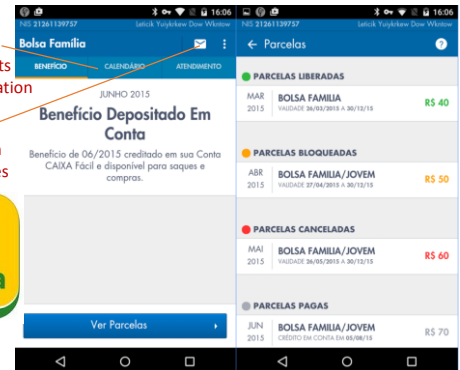 16:06
NIS 21261139757 Leticik Yuiykrkew Dow Wkntow
Bolsa Família
BENEFÍCIO CALENDÁRIO ATENDIMENTO
JUNHO 2015
Benefício Depositado Em
Conta
Benefício de 06/2015 creditado em sua Conta
CAIXA Fácil e disponível para saques e
compras.
Ver Parcelas
16:06
NIS 21261139757 Leticik Yuiykrkew Dow Wkntow
Parcelas ?
PARCELAS LIBERADAS
MAR 2015 BOLSA FAMILIA R$ 40
VALIDADE 26/03/2015 A 30/12/15
PARCELAS BLOQUEADAS
ABR 2015 BOLSA FAMILIA/JOVEM R$ 50
VALIDADE 27/04/2015 A 30/12/15
PARCELAS CANCELADAS
MAI 2015 BOLSA FAMILIA/JOVEM R$ 60
VALIDADE 26/05/2015 A 30/12/15
PARCELAS PAGAS
JUN 2015 BOLSA FAMILIA/JOVEM R$ 70
CRÉDITO EM CONTA EM 05/08/15